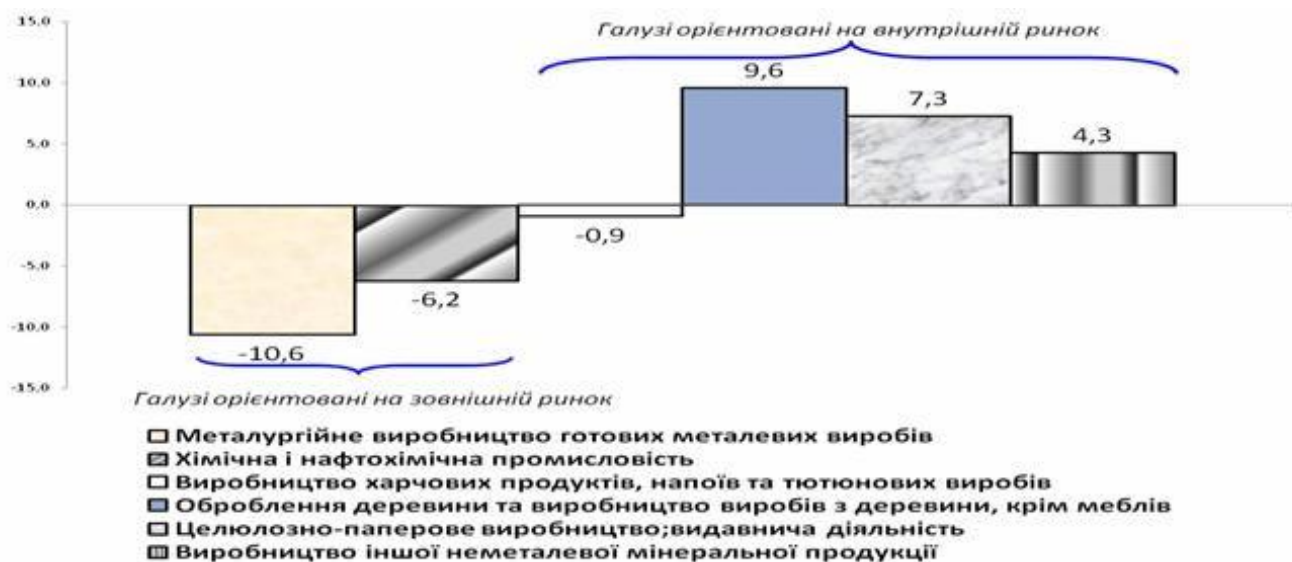 15.0
Галузі орієнтовані на внутрішній ринок
10.0
9,6
7,3
5.0
4,3
0,0
-0,9
-5.0
-6,2
-10.0
-10,6
-15.0
Галузі орієнтовані на зовнішній ринок
Металургійне виробництво готових металевих виробів
Хімічна і нафтохімічна промисловість
Виробництво харчових продуктів, напоїв та тютюнових виробів
Оброблення деревини та виробництво виробів з деревини, крім меблів
Целюлозно-паперове виробництво;видавнича діяльність
Виробництво іншої неметалевої мінеральної продукції